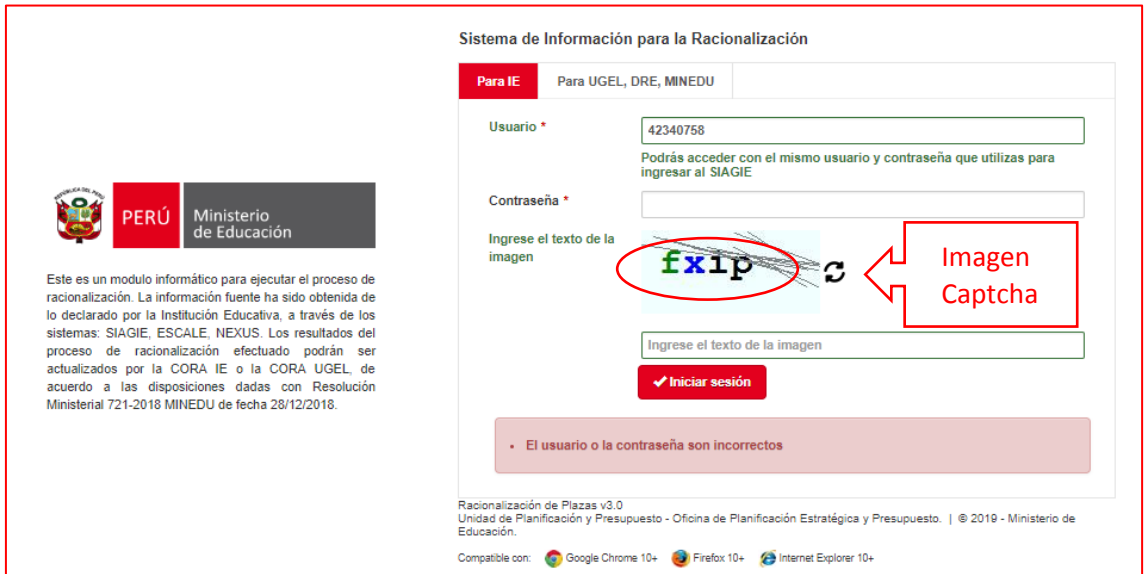 Sistema de Información para la Racionalización
Para IE
Para UGEL, DRE, MINEDU
Usuario *
42340758
Podrás acceder con el mismo usuario y contraseña que utilizas para
ingresar al SIAGIE
Contraseña *
Ingrese el texto de la
imagen
fxip
Imagen
Captcha
Ingrese el texto de la imagen
Iniciar sesión
El usuario o la contraseña son incorrectos
REPÚBLICA DEL PERÚ
PERÚ
Ministerio
de Educación
Este es un modulo informático para ejecutar el proceso de
racionalización. La información fuente ha sido obtenida de
lo declarado por la Institución Educativa, a través de los
sistemas: SIAGIE, ESCALE, NEXUS. Los resultados del
proceso de racionalización efectuado podrán ser
actualizados por la CORA IE o la CORA UGEL, de
acuerdo a las disposiciones dadas con Resolución
Ministerial 721-2018 MINEDU de fecha 28/12/2018.
Racionalización de Plazas v3.0
Unidad de Planificación y Presupuesto - Oficina de Planificación Estratégica y Presupuesto. | © 2019 - Ministerio de
Educación.
Compatible con: Google Chrome 10+ Firefox 10+ Internet Explorer 10+